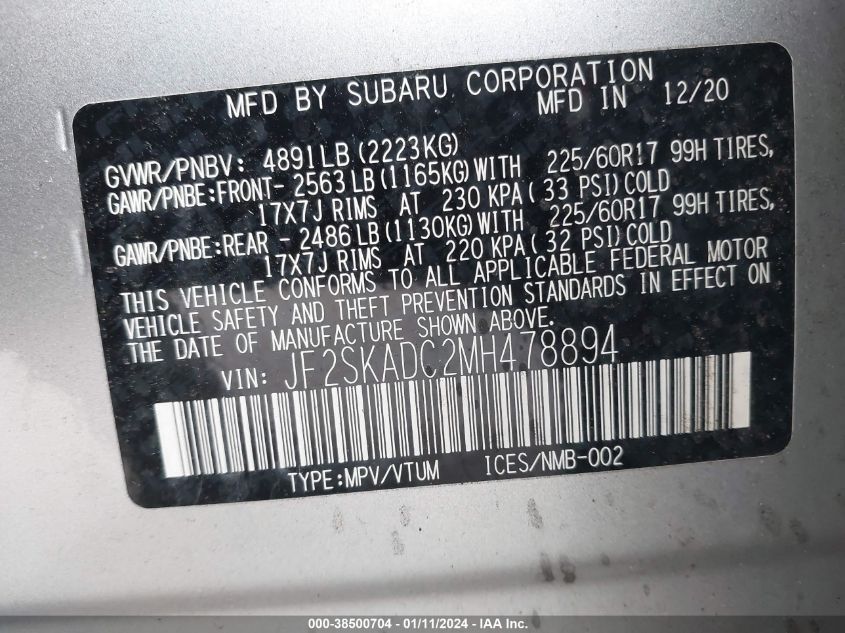 MFD BY SUBARU CORPORATION
MFD IN 12/20
GVWR/PNBV: 4891LB (2223KG)
GAWR/PNBE:FRONT- 2563LB (1165KG)WITH 225/60R17 99H TIRES,
17X7J RIMS AT 230 KPA (33 PSI)COLD
GAWR/PNBE:REAR - 2486LB (1130KG)WITH 225/60R17 99H TIRES,
17X7J RIMS AT 220 KPA( 32 PSI)COLD
THIS VEHICLE CONFORMS TO ALL APPLICABLE FEDERAL MOTOR
VEHICLE SAFETY AND THEFT PREVENTION STANDARDS IN EFFECT ON
THE DATE OF MANUFACTURE SHOWN ABOVE.
VIN: JF2SKADC2MH478894
TYPE:MPV/VTUM ICES/NMB-002
000-38500704 - 01/11/2024 - IAA Inc.